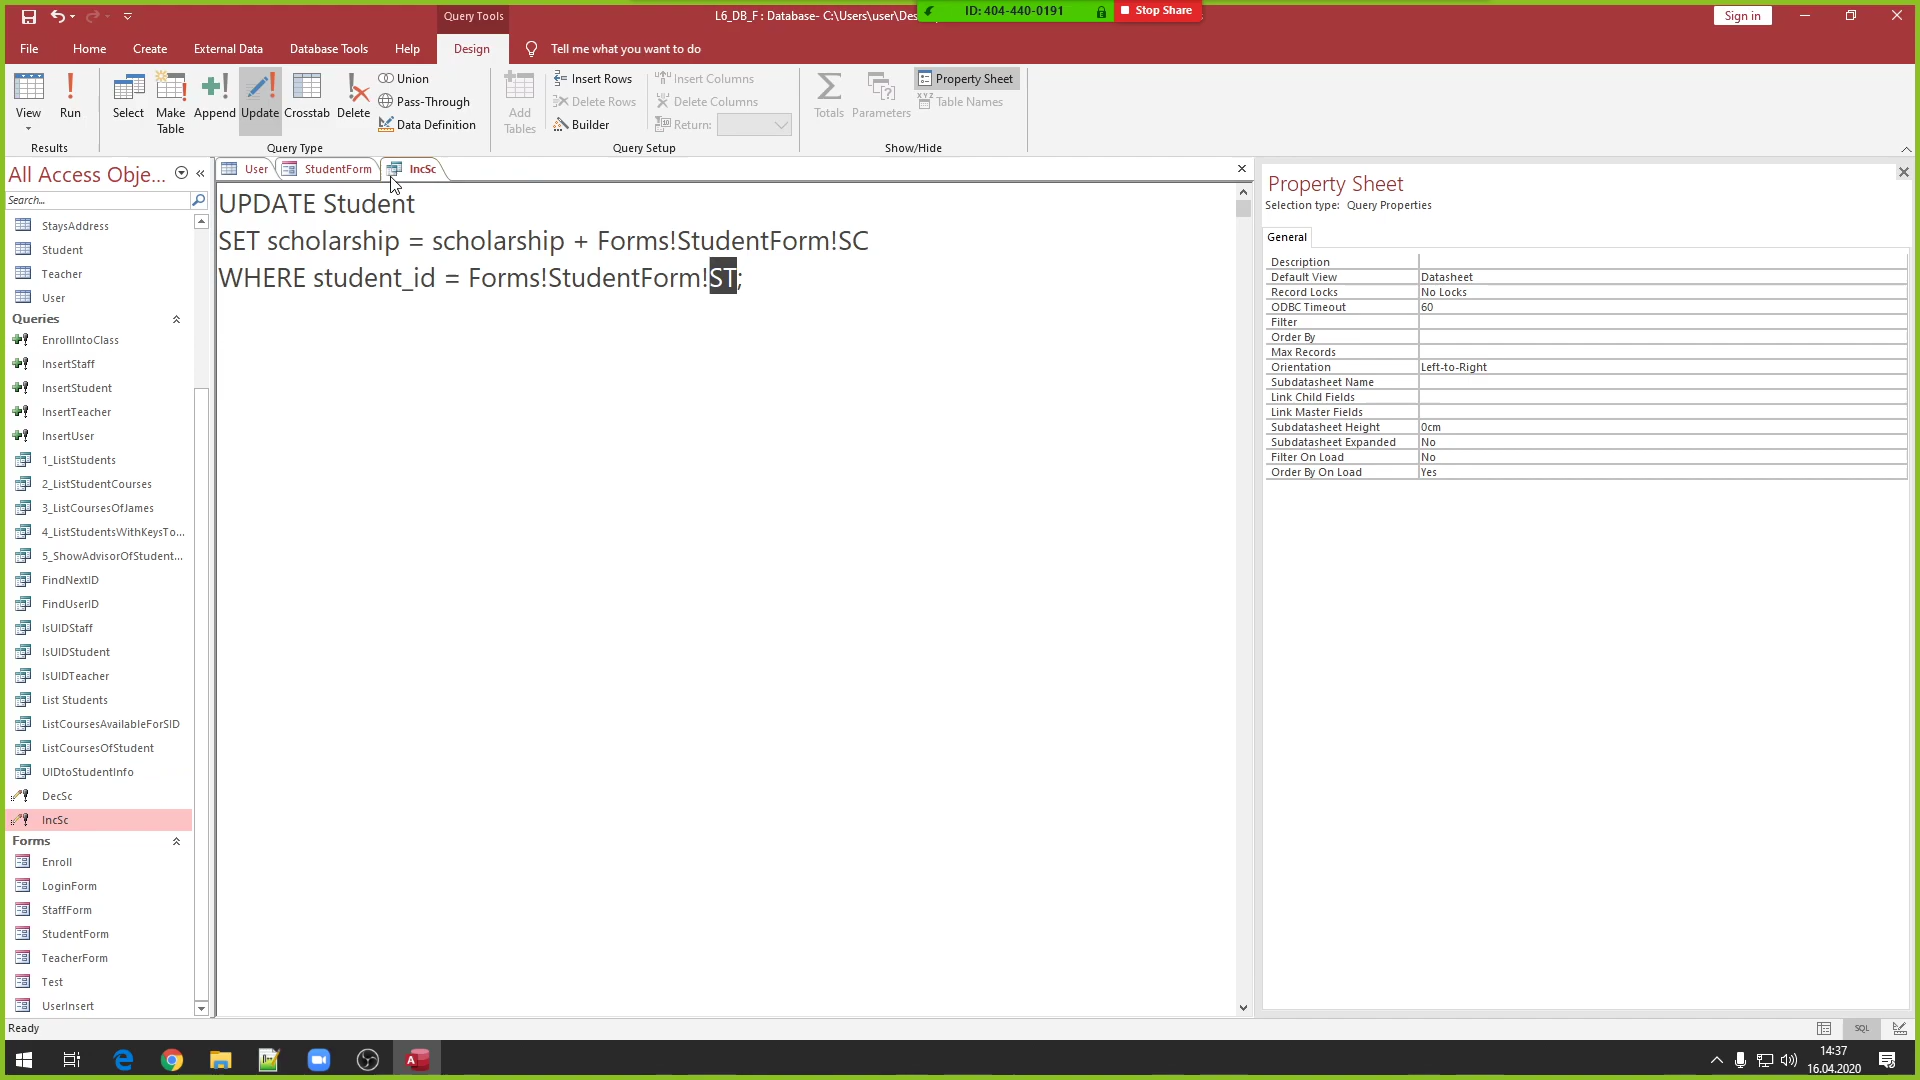 Query Tools
L6_DB_F : Database- C:\Users\user\Des
ID: 404-440-0191
Stop Share
Sign in
File
Home
Create
External Data
Database Tools
Help
Design
Tell me what you want to do
View
Run
Select
Make Table
Append
Update
Crosstab
Delete
Union
Pass-Through
Data Definition
Add Tables
Insert Rows
Delete Rows
Builder
Insert Columns
Delete Columns
Return:
Totals
Parameters
Property Sheet
Table Names
Results
Query Type
Query Setup
Show/Hide
All Access Obje...
Search...
StaysAddress
Student
Teacher
User
Queries
EnrollIntoClass
InsertStaff
InsertStudent
InsertTeacher
InsertUser
1_ListStudents
2_ListStudentCourses
3_ListCoursesOfJames
4_ListStudentsWithKeysTo...
5_ShowAdvisorOfStudent...
FindNextID
FindUserID
IsUIDStaff
IsUIDStudent
IsUIDTeacher
List Students
ListCoursesAvailableForSID
ListCoursesOfStudent
UIDtoStudentInfo
DecSc
IncSc
Forms
Enroll
LoginForm
StaffForm
StudentForm
TeacherForm
Test
UserInsert
User
StudentForm
IncSc
UPDATE Student
SET scholarship = scholarship + Forms!StudentForm!SC
WHERE student_id = Forms!StudentForm!ST;
Property Sheet
Selection type: Query Properties
General
Description
Default View Datasheet
Record Locks No Locks
ODBC Timeout 60
Filter
Order By
Max Records
Orientation Left-to-Right
Subdatasheet Name
Link Child Fields
Link Master Fields
Subdatasheet Height 0cm
Subdatasheet Expanded No
Filter On Load No
Order By On Load Yes
Ready
SQL
14:37
16.04.2020